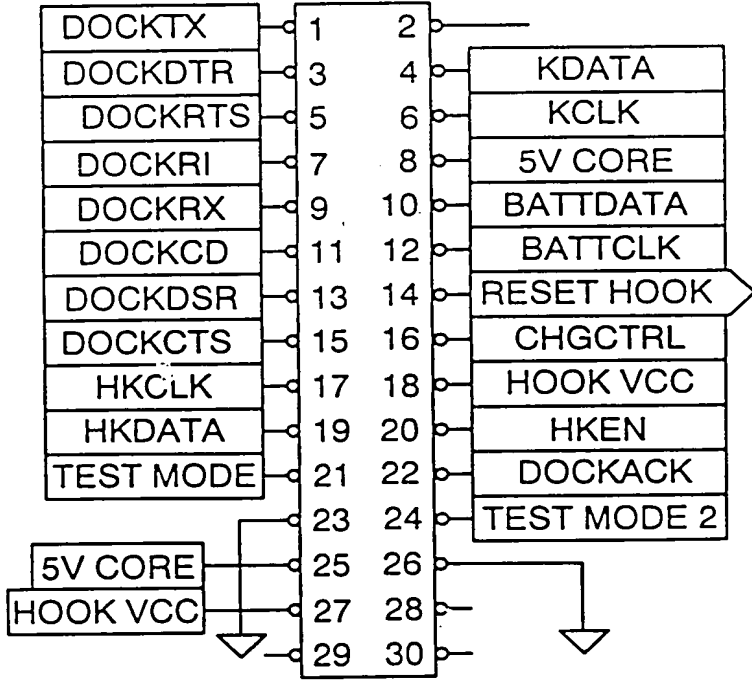 DOCKTX 1 2
DOCKDTR 3 4 KDATA
DOCKRTS 5 6 KCLK
DOCKRI 7 8 5V CORE
DOCKRX 9 10 BATTDATA
DOCKCD 11 12 BATTCLK
DOCKDSR 13 14 RESET HOOK
DOCKCTS 15 16 CHGCTRL
HKCLK 17 18 HOOK VCC
HKDATA 19 20 HKEN
TEST MODE 21 22 DOCKACK
23 24 TEST MODE 2
5V CORE 25 26
HOOK VCC 27 28
29 30